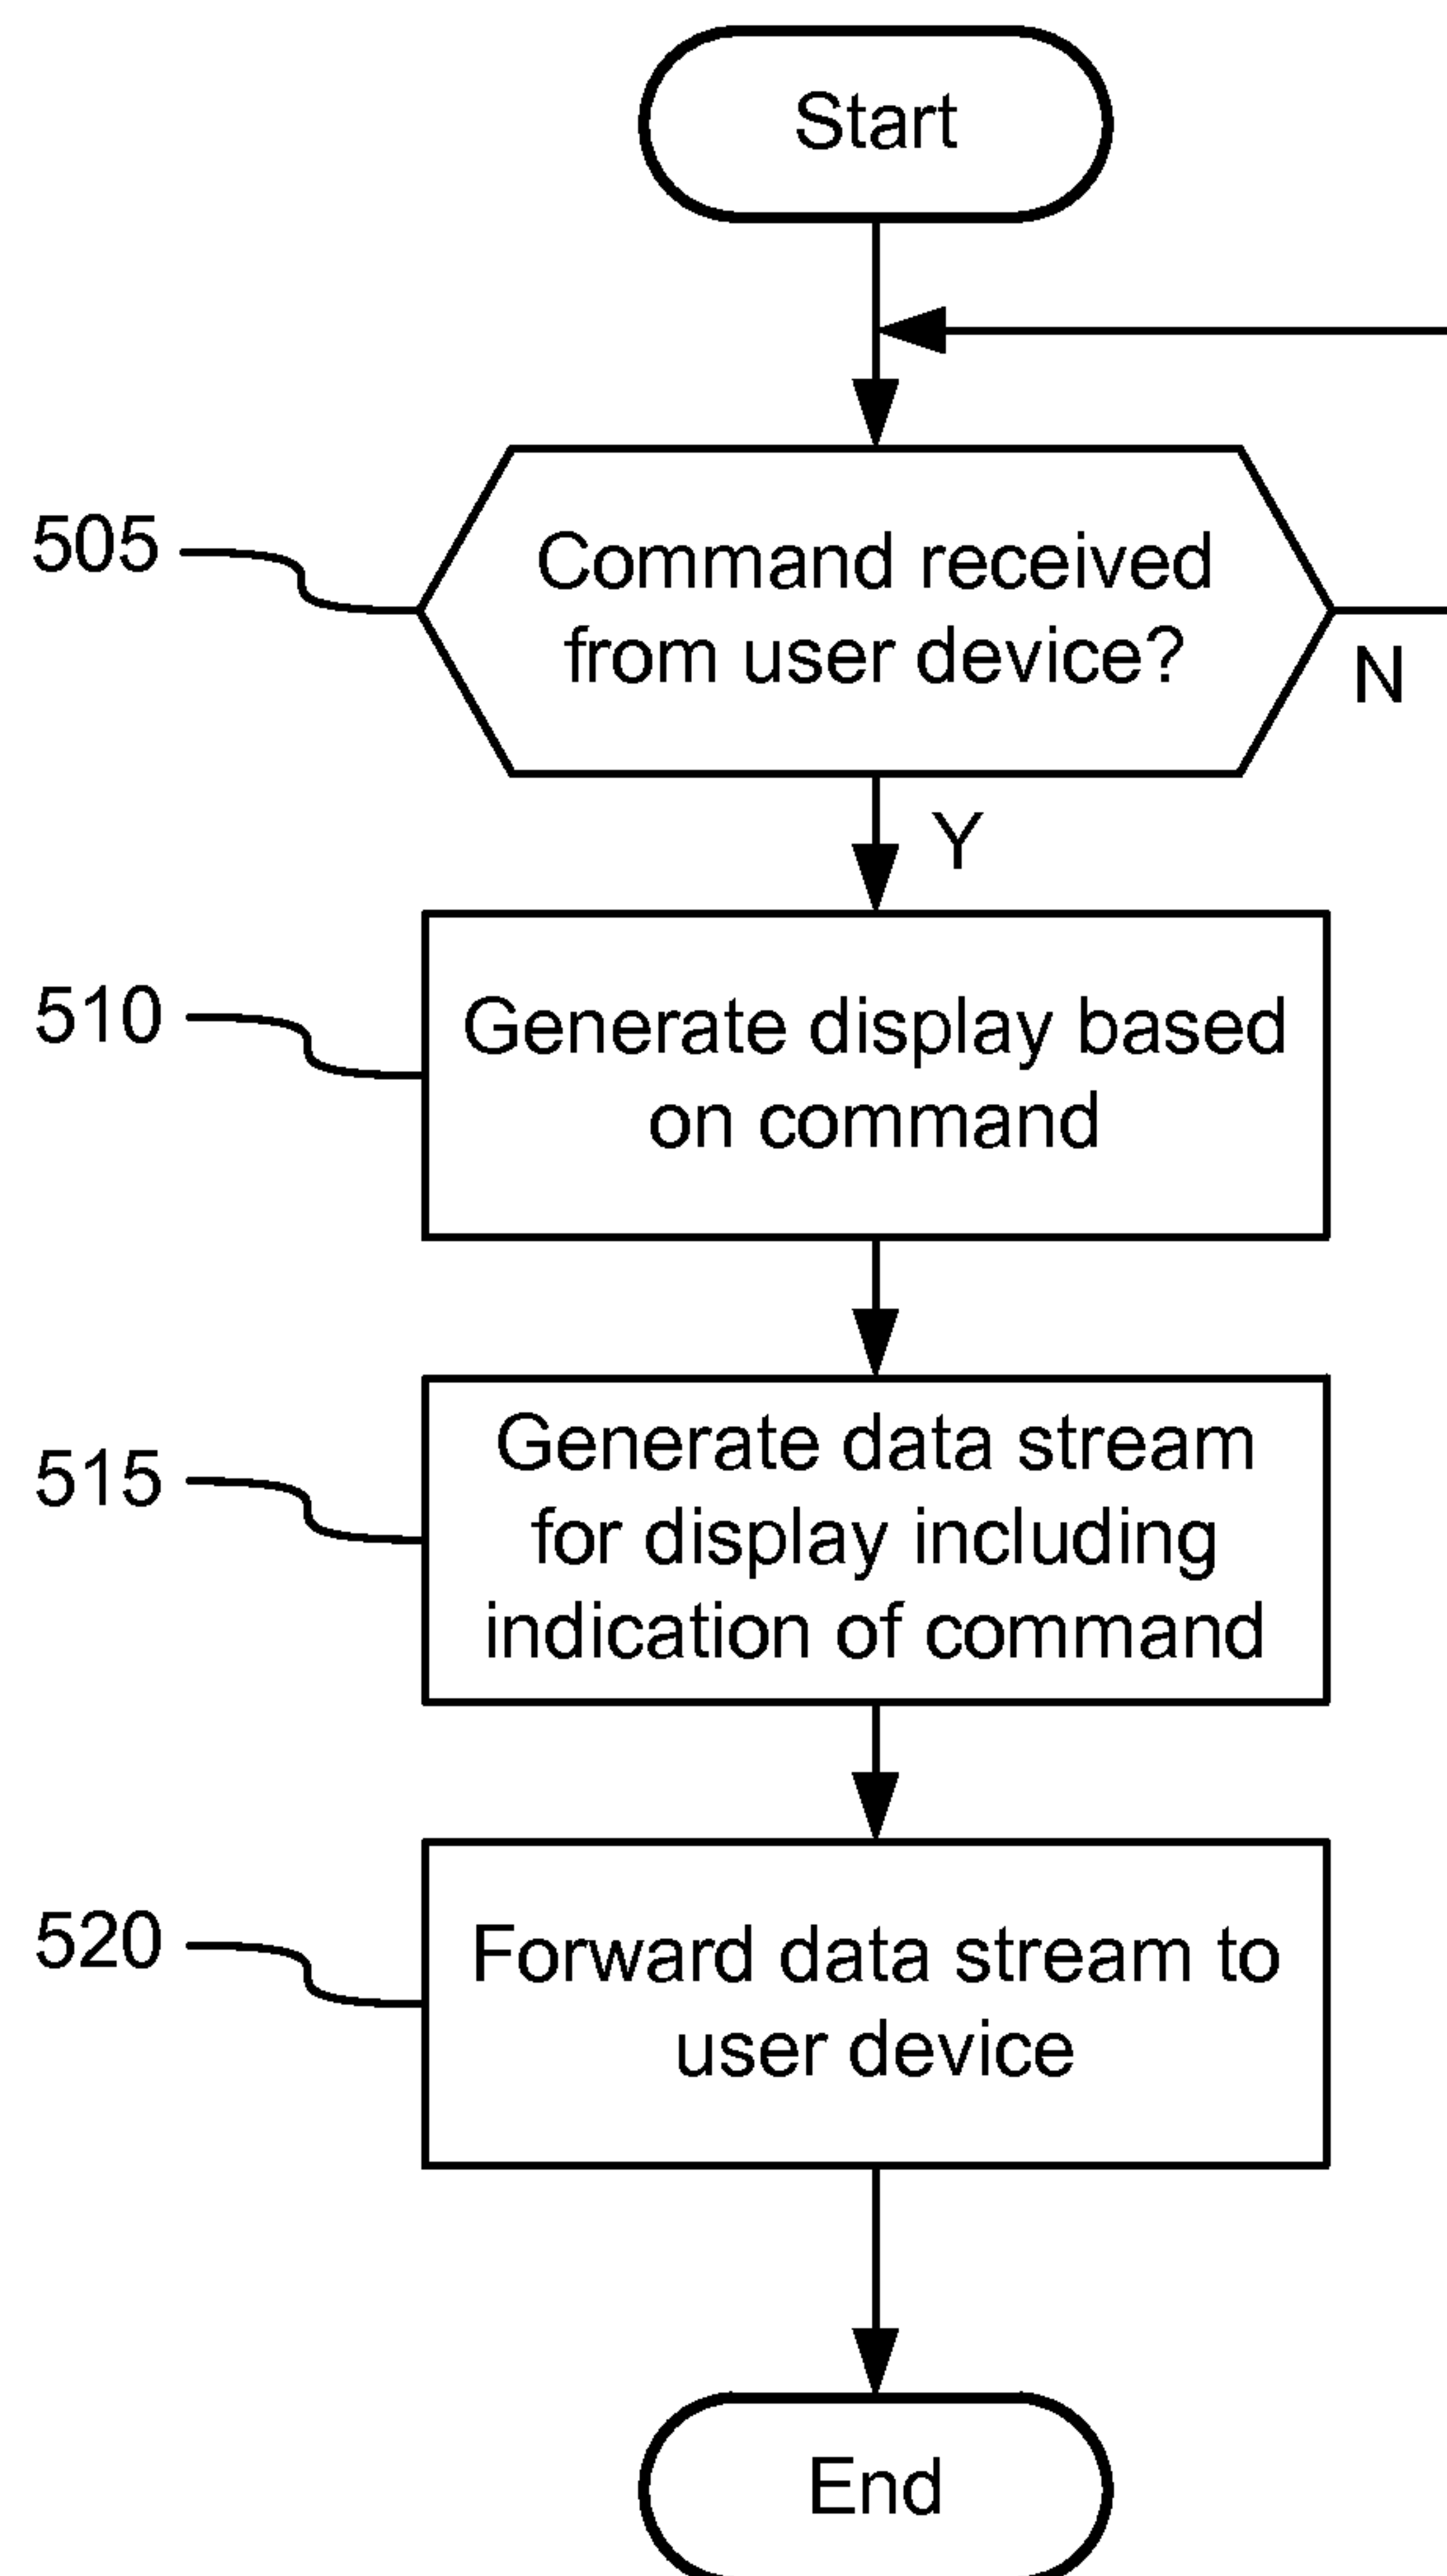 Start
505
Command received
from user device?
N
Y
510
Generate display based
on command
515
Generate data stream
for display including
indication of command
520
Forward data stream to
user device
End